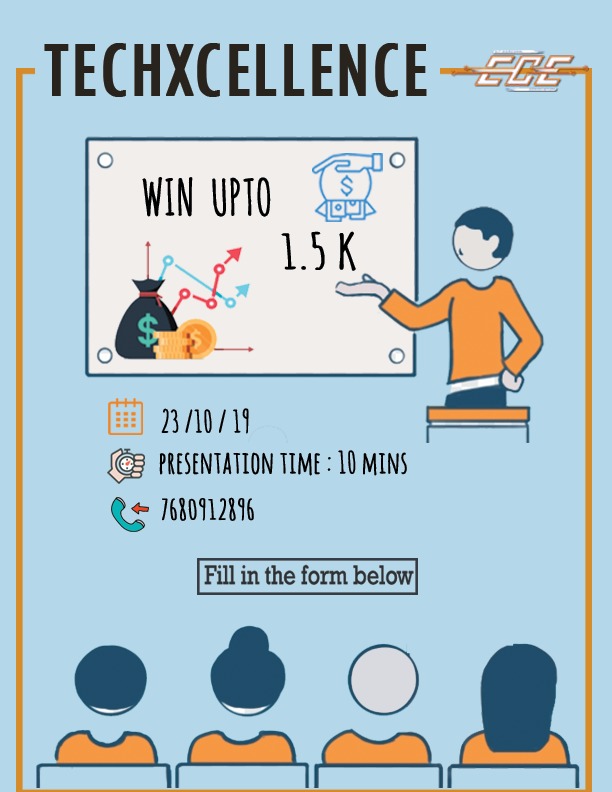 TECHXCELLENCE
ECE
WIN UPTO
1.5 K
23 /10 / 19
PRESENTATION TIME : 10 MINS
7680912896
Fill in the form below